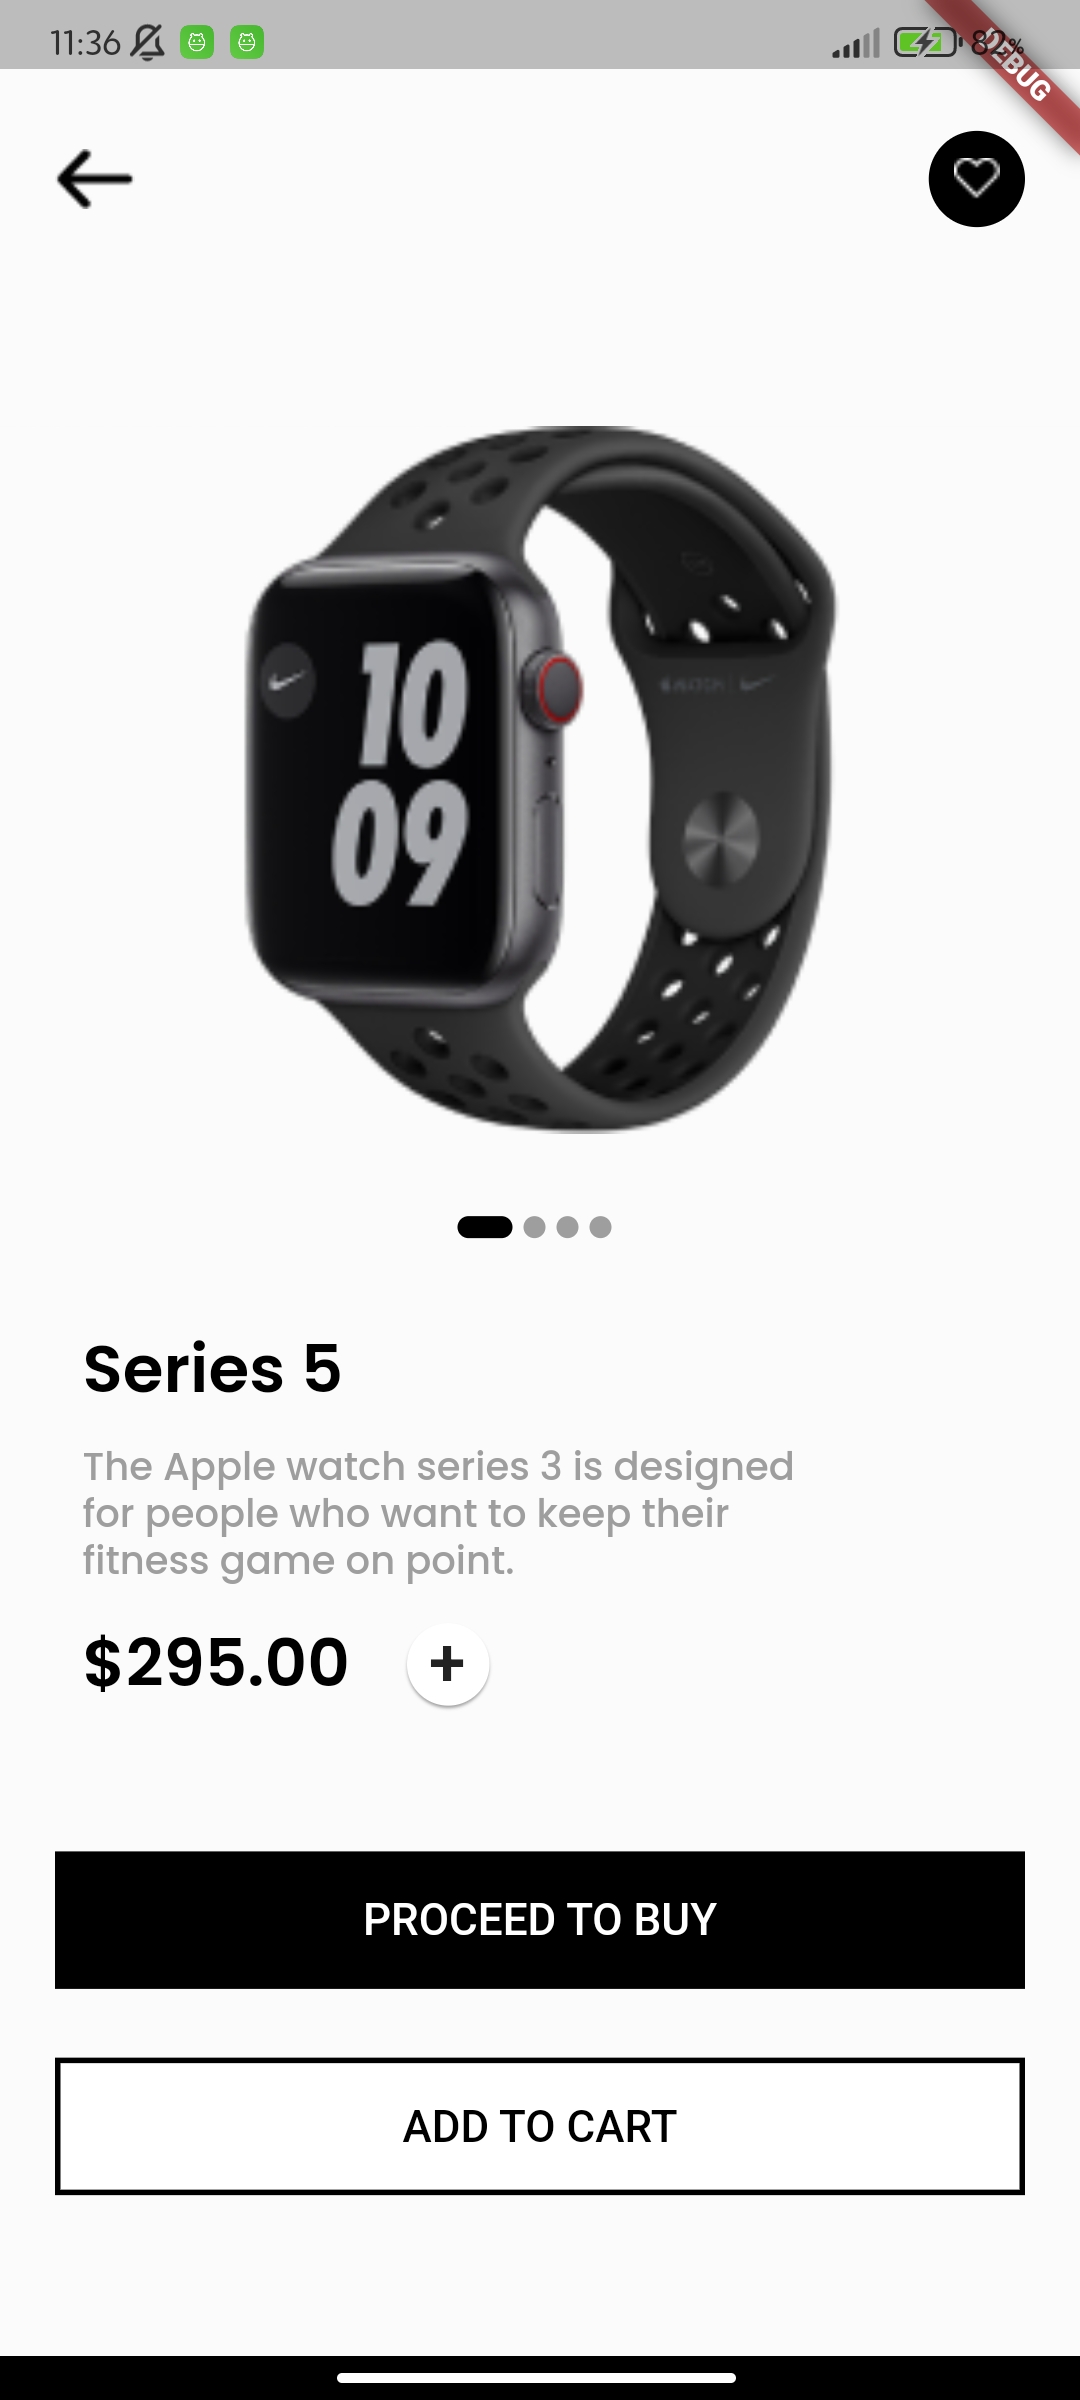 11:36
DEBUG
10
09
WATCH
Series 5
The Apple watch series 3 is designed
for people who want to keep their
fitness game on point.
$295.00 +
PROCEED TO BUY
ADD TO CART